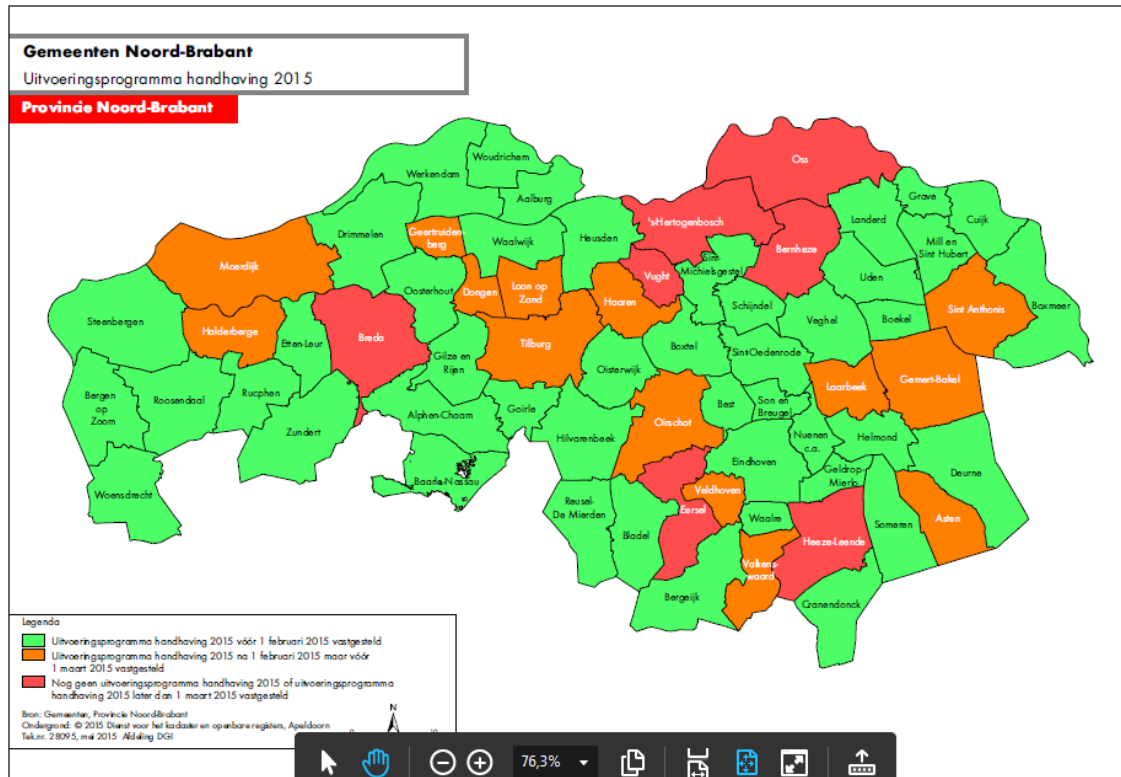 Gemeenten Noord-Brabant
Uitvoeringsprogramma handhaving 2015
Provincie Noord-Brabant
Woudrichem
Werkendam
Aalburg
Oss
Grave
Cuijk
Landerd
's-Hertogenbosch
Drimmelen
Geertruiden-
berg
Waalwijk
Heusden
Bernheze
Mill en
Sint Hubert
Sint-
Michielsgestel
Moerdijk
Vught
Uden
Oosterhout
Dongen
Loon op
Zand
Haaren
Schijndel
Veghel
Boekel
Sint Anthonis
Boxmeer
Steenbergen
Halderberge
Etten-Leur
Breda
Tilburg
Gilze en
Rijen
Oisterwijk
Boxtel
Sint-Oedenrode
Laarbeek
Gemert-Bakel
Bergen
op
Zoom
Roosendaal
Rucphen
Zundert
Alphen-Chaam
Goirle
Oirschot
Best
Son en
Breugel
Hilvarenbeek
Nuenen
c.a.
Helmond
Eindhoven
Geldrop-
Mierlo
Deurne
Woensdrecht
Baarle-Nassau
Reusel-
De Mierden
Veldhoven
Eersel
Waalre
Bladel
Heeze-Leende
Someren
Asten
Valkens-
waard
Bergeijk
Cranendonck
Legenda
Uitvoeringsprogramma handhaving 2015 vóór 1 februari 2015 vastgesteld
Uitvoeringsprogramma handhaving 2015 na 1 februari 2015 maar vóór
1 maart 2015 vastgesteld
Nog geen uitvoeringsprogramma handhaving 2015 of uitvoeringsprogramma
handhaving 2015 later dan 1 maart 2015 vastgesteld
Bron: Gemeenten, Provincie Noord-Brabant
Ondergrond: © 2015 Dienst voor het kadaster en openbare registers, Apeldoorn
Tek.nr. 28095, mei 2015 Afdeling DGI
N
76,3%